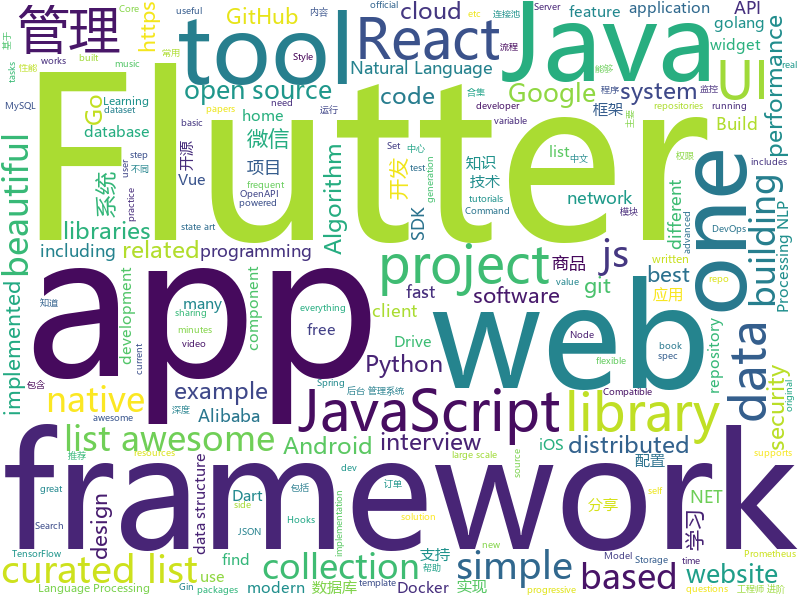 管理
tool
React
Java
GitHub
https
cloud
API
feature
application
golang
Natural Language
system
UI
widget
performance
open source
Google
框架
code
Go
Build
database
home
微信
Algorithm
开源
项目
开发
知识
技术
list
network
different
Vue
系统
libraries
SDK
Flutter
one
beautiful
including
related
programming
component
development
implemented
many
fast
software
商品
js
git
best
应用
building
Processing NLP
project
client
free
Python
Drive
repository
data
app
web
native
example
Alibaba
JavaScript
library
security
list awesome
Android
interview
iOS
distributed
配置
framework
design
data structure
Dart
dev
分享
NET
学习
curated list
collection
find
use
modern
Docker
支持
实现
数据库
simple
based
website
Language Processing
TensorFlow
Search
JSON
Hooks
Prometheus
Storage
Model
Gin
template
packages
time
questions
工程师 进阶
official
useful
内容
etc
Server
连接池
流程
常用
Core
基于
tasks
性能
works
built
music
Style
能够
程序
监控
developer
合集
MySQL
Learning
dataset
papers
need
运行
variable
repositories
running
real
basic
Set
中心
list
中文
主要
权限
includes
user
step
不同
practice
frequent
OpenAPI
powered
state art
test
generation
tutorials
Command
模块
DevOps
advanced
written
repo
知道
sharing
minutes
video
everything
current
value
Node
flexible
book
spec
包含
awesome
深度
Spring
后台 管理系统
Compatible
original
推荐
resources
great
包括
订单
implementation
large scale
source
supports
self
side
solution
new
帮助